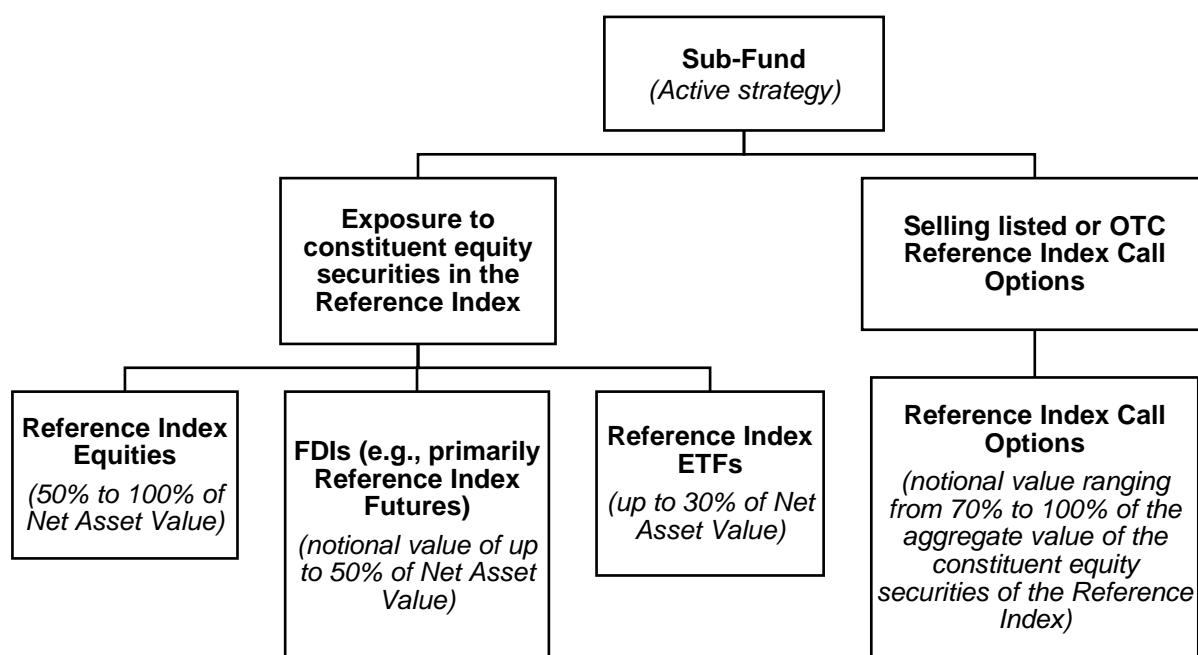 Sub-Fund
(Active strategy)
Exposure to
constituent equity
securities in the
Reference Index
Selling listed or OTC
Reference Index Call
Options
Reference Index
Equities
(50% to 100% of
Net Asset Value)
FDIs (e.g., primarily
Reference Index
Futures)
(notional value of up
to 50% of Net Asset
Value)
Reference Index
ETFs
(up to 30% of Net
Asset Value)
Reference Index Call
Options
(notional value ranging
from 70% to 100% of the
aggregate value of the
constituent equity
securities of the Reference
Index)